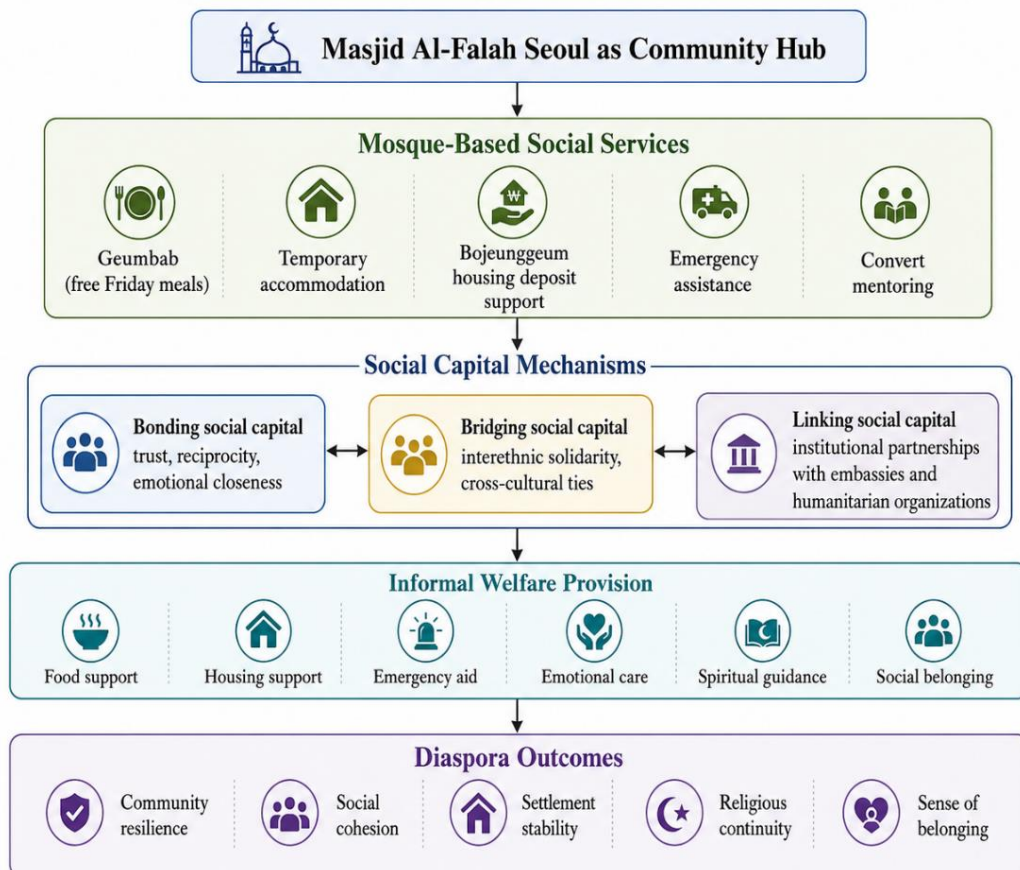 Masjid Al-Falah Seoul as Community Hub
Mosque-Based Social Services
Geumbab
(free Friday meals)
Temporary
accommodation
₩
Bojeunggeum
housing deposit
support
Emergency
assistance
Convert
mentoring
Social Capital Mechanisms
Bonding social capital
trust, reciprocity,
emotional closeness
Bridging social capital
interethnic solidarity,
cross-cultural ties
Linking social capital
institutional partnerships
with embassies and
humanitarian organizations
Informal Welfare Provision
Food support
Housing support
Emergency aid
Emotional care
Spiritual guidance
Social belonging
Diaspora Outcomes
Community
resilience
Social
cohesion
Settlement
stability
Religious
continuity
Sense of
belonging